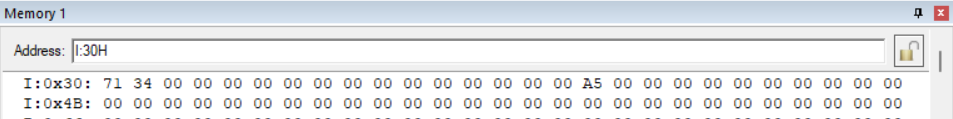 Memory 1
Address: I:30H
I:0x30: 71 34 00 00 00 00 00 00 00 00 00 00 00 00 00 00 A5 00 00 00 00 00 00 00 00 00 00
I:0x4B: 00 00 00 00 00 00 00 00 00 00 00 00 00 00 00 00 00 00 00 00 00 00 00 00 00 00 00